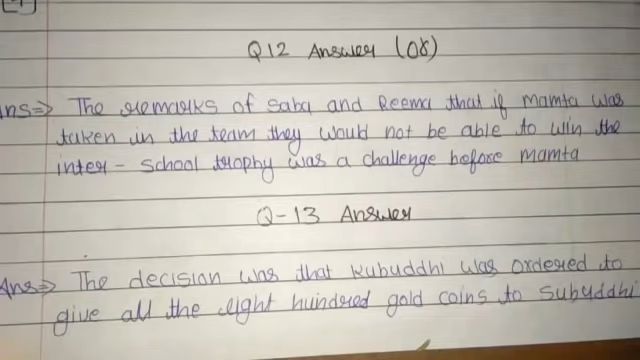 Q12 Answer (OR)
Ans⇒ The remarks of Saba and Reema that if Mamta was
taken in the team they would not be able to win the
inter - school trophy was a challenge before mamta
Q-13 Answer
Ans⇒ The decision was that Kubuddhi was ordered to
give all the eight hundred gold coins to Subuddhi